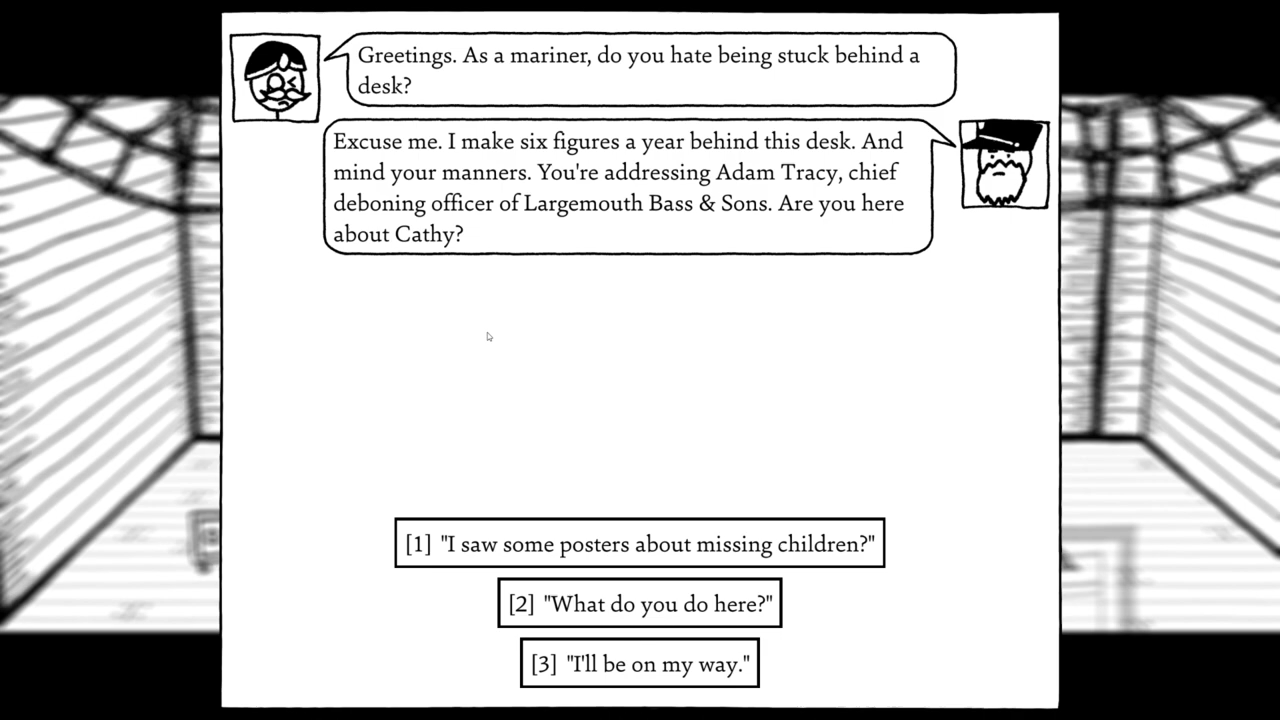 Greetings. As a mariner, do you hate being stuck behind a
desk?
Excuse me. I make six figures a year behind this desk. And
mind your manners. You're addressing Adam Tracy, chief
deboning officer of Largemouth Bass & Sons. Are you here
about Cathy?
[1] "I saw some posters about missing children?"
[2] "What do you do here?"
[3] "I'll be on my way."